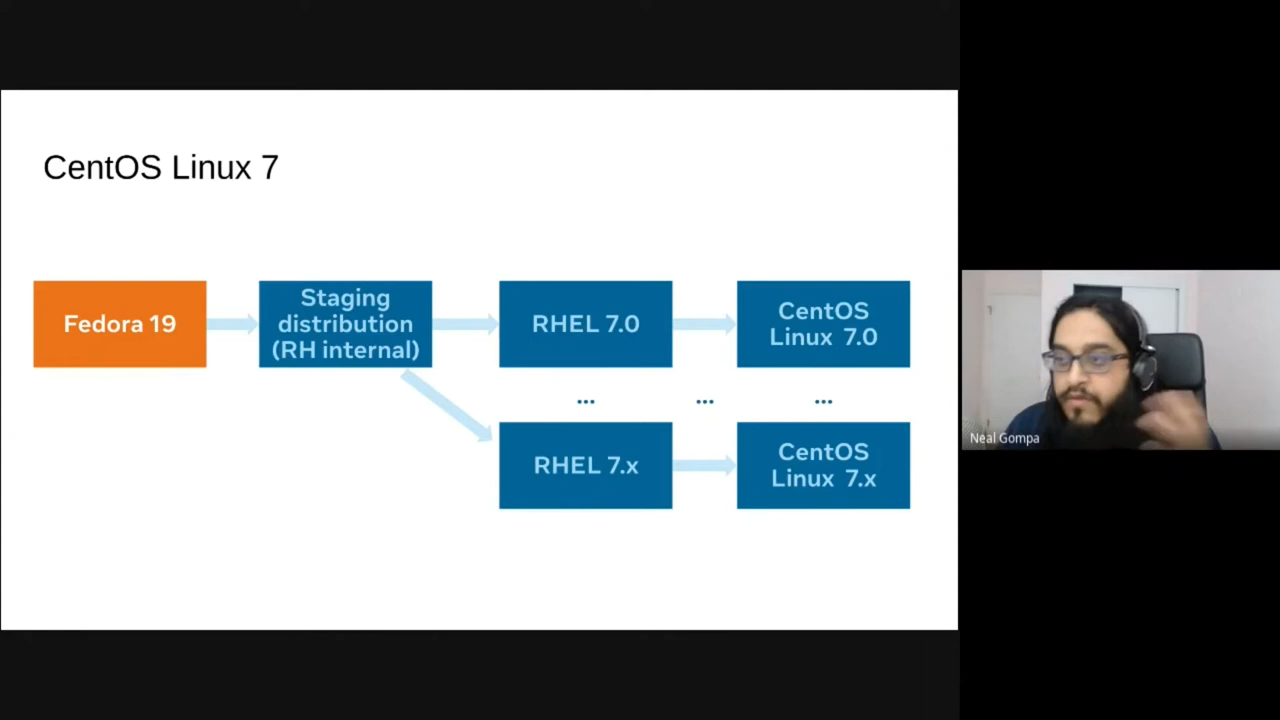 CentOS Linux 7
Fedora 19
Staging
distribution
(RH internal)
RHEL 7.0
CentOS
Linux 7.0
... ... ...
RHEL 7.x
CentOS
Linux 7.x
Neal Gompa